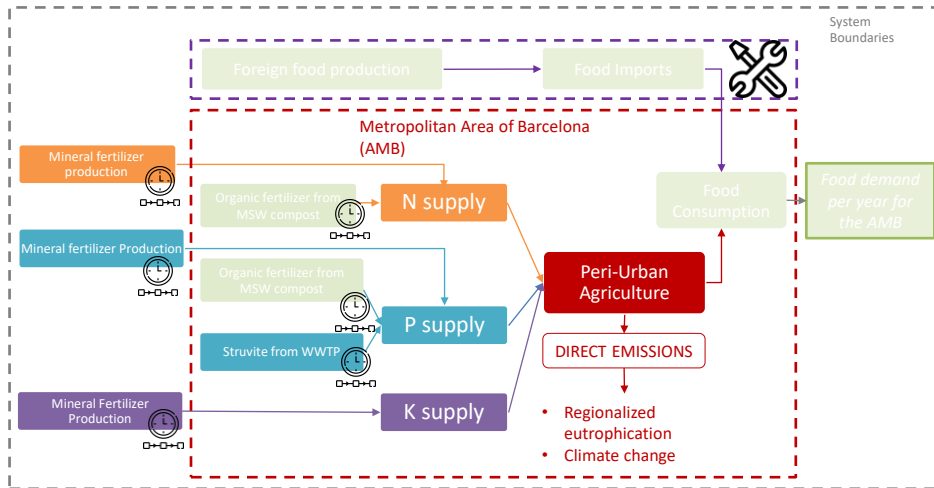 System
Boundaries
Foreign food production
Food Imports
Metropolitan Area of Barcelona
(AMB)
Mineral fertilizer
production
Organic fertilizer from
MSW compost
N supply
Food
Consumption
Food demand
per year for
the AMB
Mineral fertilizer Production
Organic fertilizer from
MSW compost
Peri-Urban
Agriculture
P supply
Struvite from WWTP
DIRECT EMISSIONS
Mineral Fertilizer
Production
K supply
• Regionalized
eutrophication
• Climate change